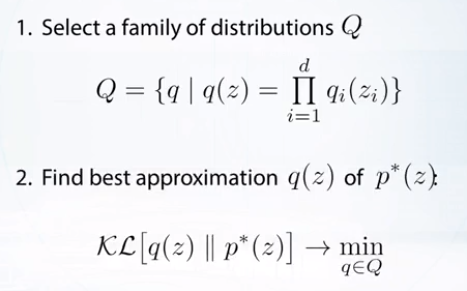 1. Select a family of distributions Q
Q = {q | q(z) = ∏_{i=1}^{d} q_i(z_i)}
2. Find best approximation q(z) of p*(z):
𝒦ℒ[q(z) ∥ p*(z)] → min_{q∈Q}